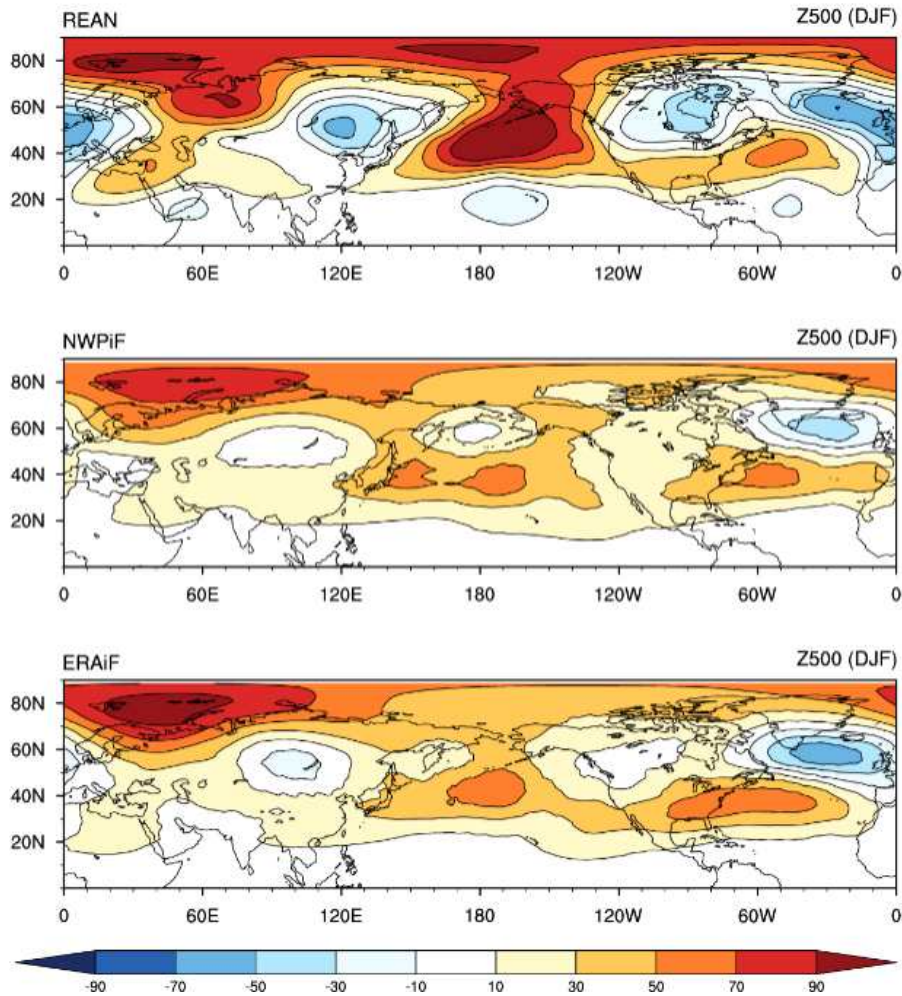 REAN Z500 (DJF)
80N
60N
40N
20N
0 60E 120E 180 120W 60W 0
NWPiF Z500 (DJF)
80N
60N
40N
20N
0 60E 120E 180 120W 60W 0
ERAiF Z500 (DJF)
80N
60N
40N
20N
0 60E 120E 180 120W 60W 0
-90 -70 -50 -30 -10 10 30 50 70 90